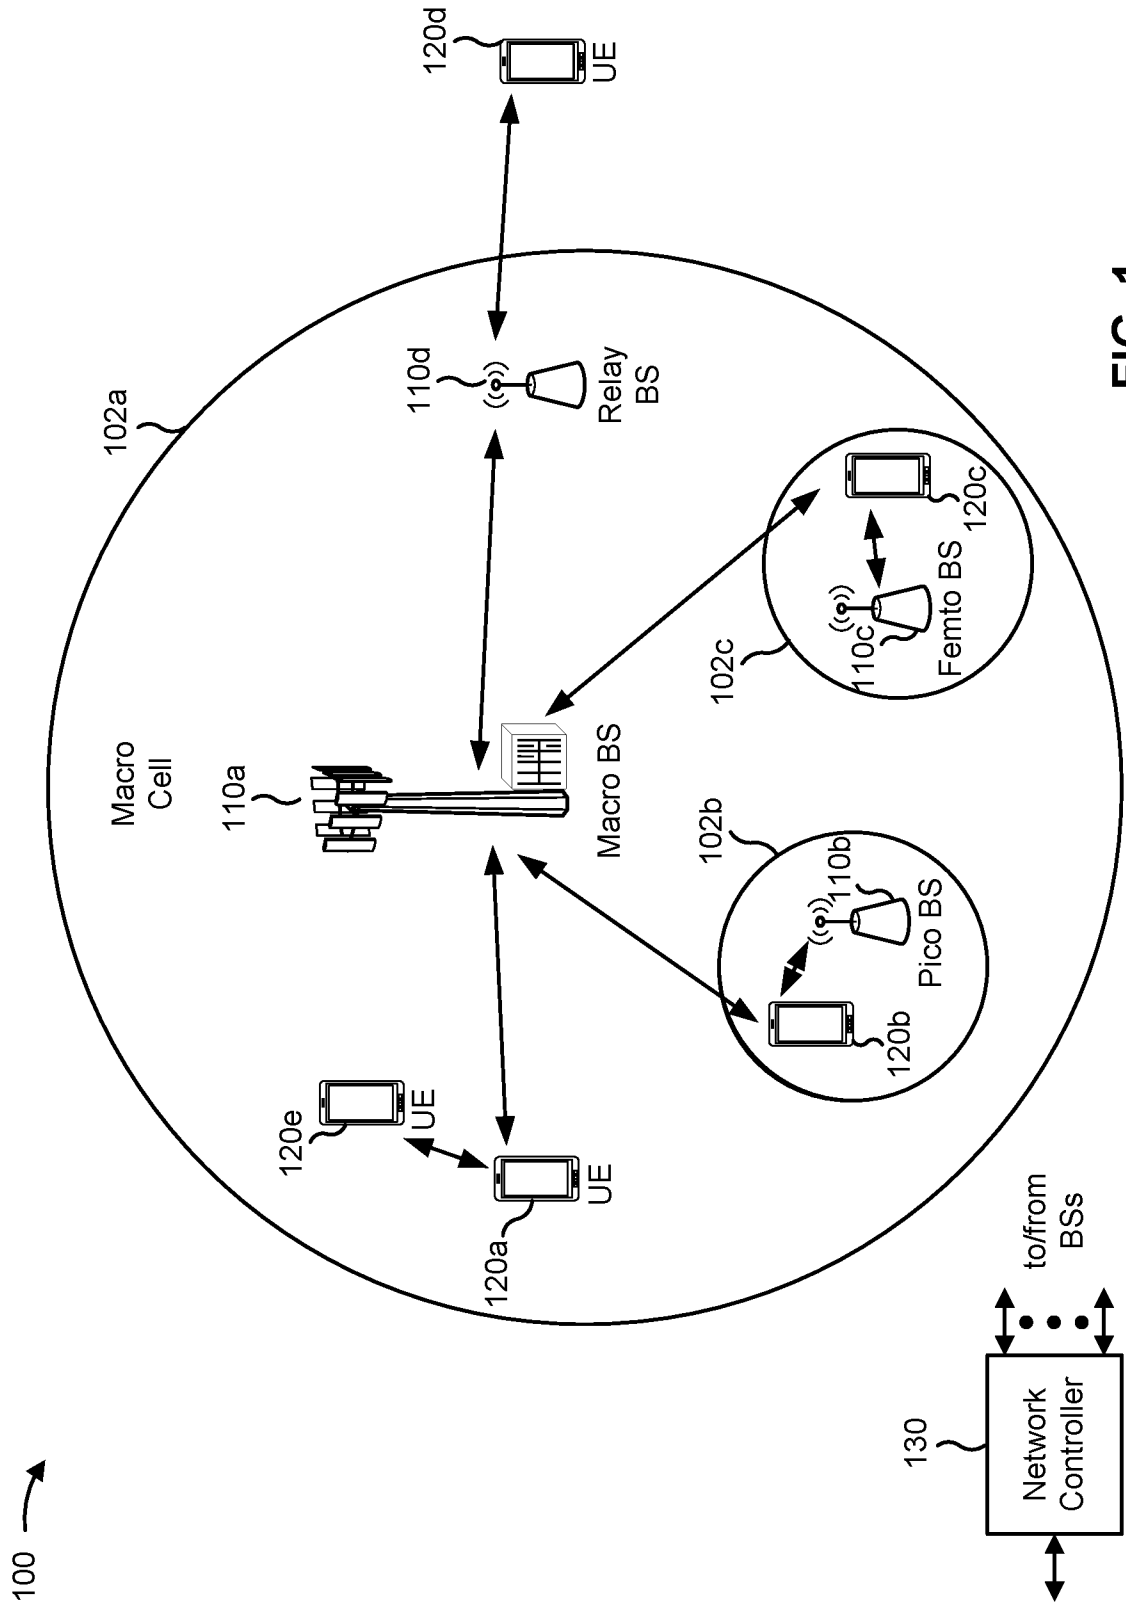 100
102a
Macro
Cell
110a
120d
UE
110d
Relay
BS
120e
UE
120a
UE
Macro BS
102c
110c
Femto BS
120c
102b
110b
Pico BS
120b
130
Network
Controller
to/from
BSs
FIG. 1